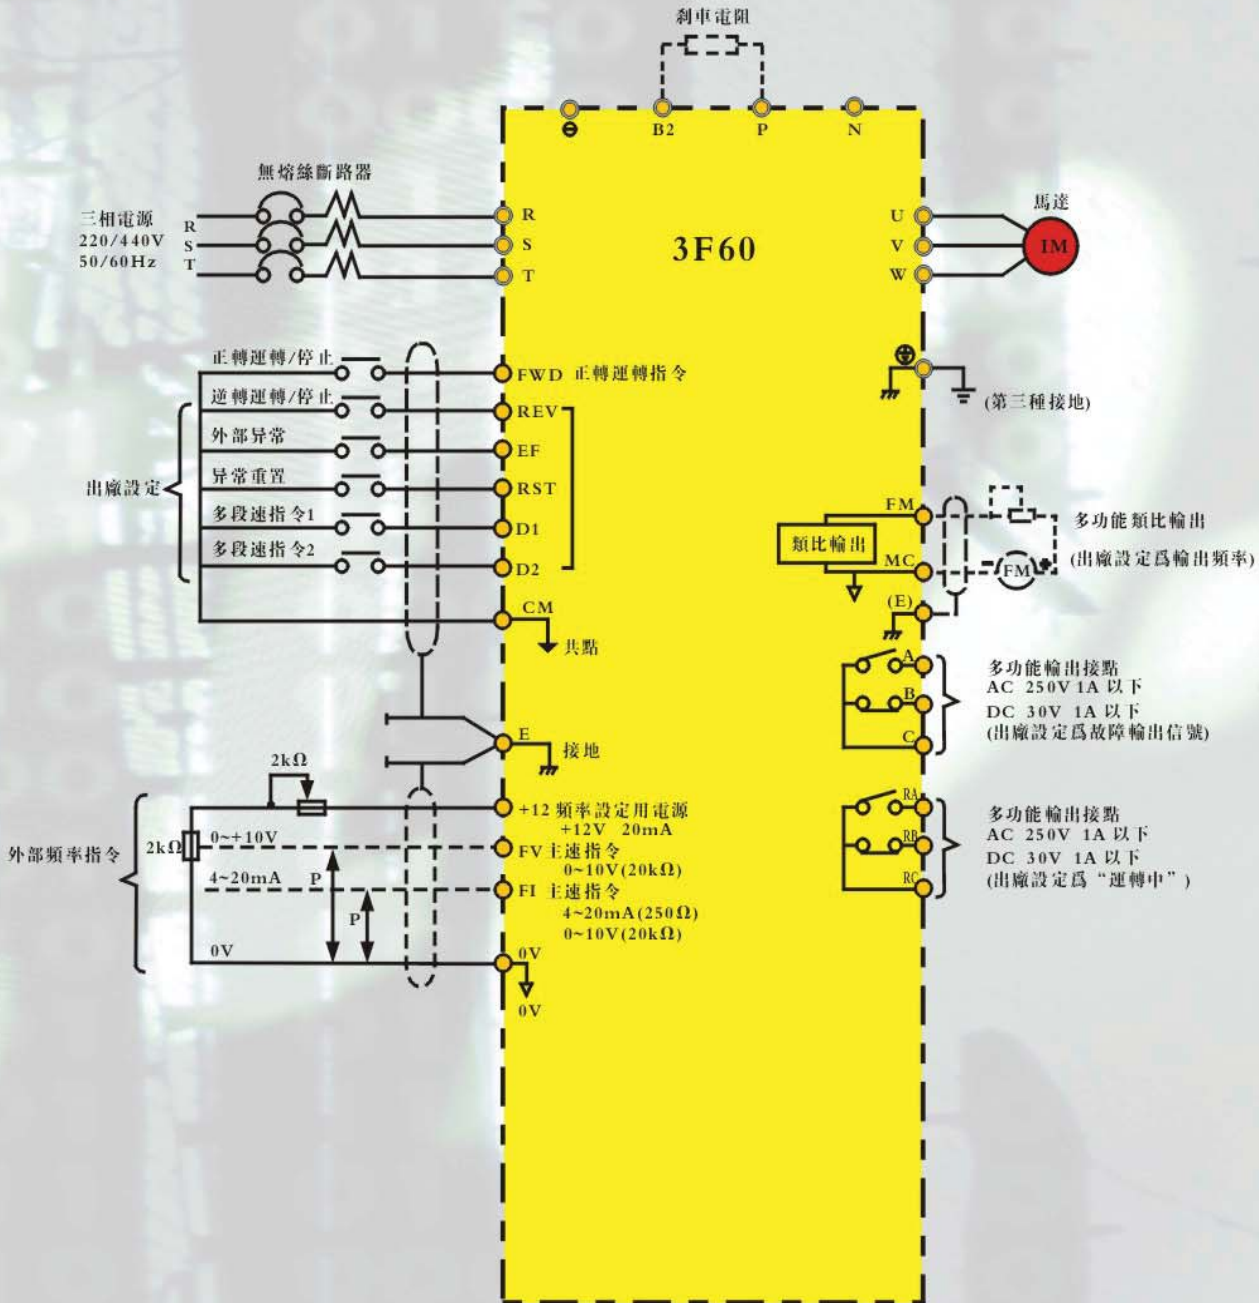 刹車電阻
⊖
B2
P
N
無熔絲斷路器
三相電源
220/440V
50/60Hz
R
S
T
R
S
T
3F60
U
V
W
馬達
IM
正轉運轉/停止
FWD 正轉運轉指令
逆轉運轉/停止
REV
外部异常
EF
异常重置
RST
出廠設定
多段速指令1
D1
多段速指令2
D2
CM
共點
(第三種接地)
FM
類比輸出
MC
FM
多功能類比輸出
(出廠設定爲輸出頻率)
(E)
A
B
C
多功能輸出接點
AC 250V 1A 以下
DC 30V 1A 以下
(出廠設定爲故障輸出信號)
E
接地
2kΩ
+12 頻率設定用電源
+12V 20mA
外部頻率指令
2kΩ
0~+10V
FV 主速指令
0~10V(20kΩ)
4~20mA
P
P
FI 主速指令
4~20mA(250Ω)
0~10V(20kΩ)
0V
0V
0V
RA
RB
RC
多功能輸出接點
AC 250V 1A 以下
DC 30V 1A 以下
(出廠設定爲 “運轉中”)